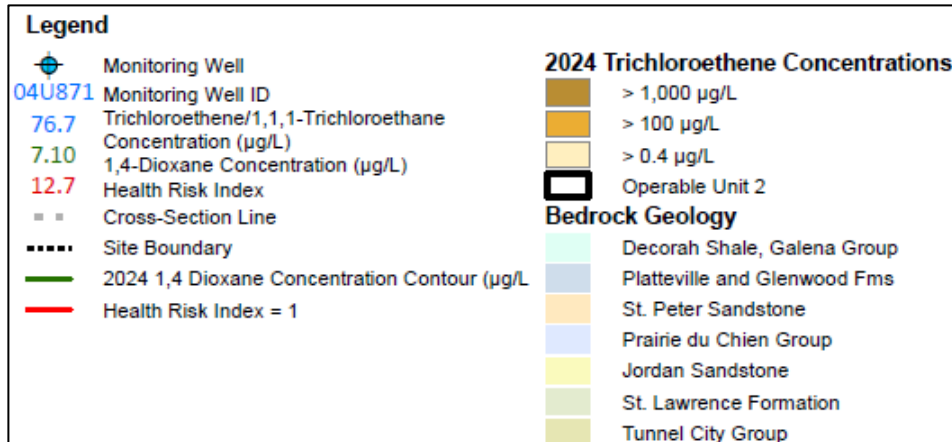 Legend
Monitoring Well
04U871 Monitoring Well ID
76.7 Trichloroethene/1,1,1-Trichloroethane
Concentration (µg/L)
7.10 1,4-Dioxane Concentration (µg/L)
12.7 Health Risk Index
Cross-Section Line
Site Boundary
2024 1,4 Dioxane Concentration Contour (µg/L
Health Risk Index = 1
2024 Trichloroethene Concentrations
> 1,000 µg/L
> 100 µg/L
> 0.4 µg/L
Operable Unit 2
Bedrock Geology
Decorah Shale, Galena Group
Platteville and Glenwood Fms
St. Peter Sandstone
Prairie du Chien Group
Jordan Sandstone
St. Lawrence Formation
Tunnel City Group